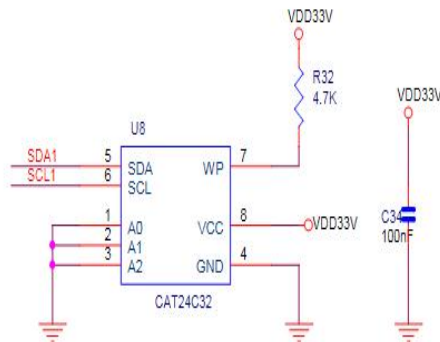 VDD33V
R32
4.7K
VDD33V
U8
SDA1 5 SDA WP 7
SCL1 6 SCL
1 A0 VCC 8 VDD33V
2 A1
3 A2 GND 4
C34
100nF
CAT24C32